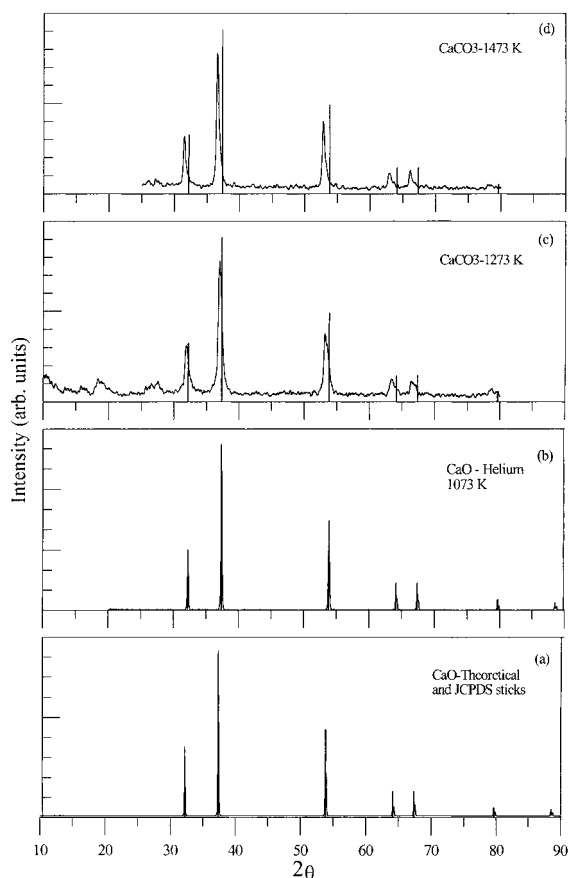 (d)
CaCO3-1473 K
(c)
CaCO3-1273 K
Intensity (arb. units)
(b)
CaO - Helium
1073 K
(a)
CaO-Theoretical
and JCPDS sticks
10 20 30 40 50 60 70 80 90
2θ